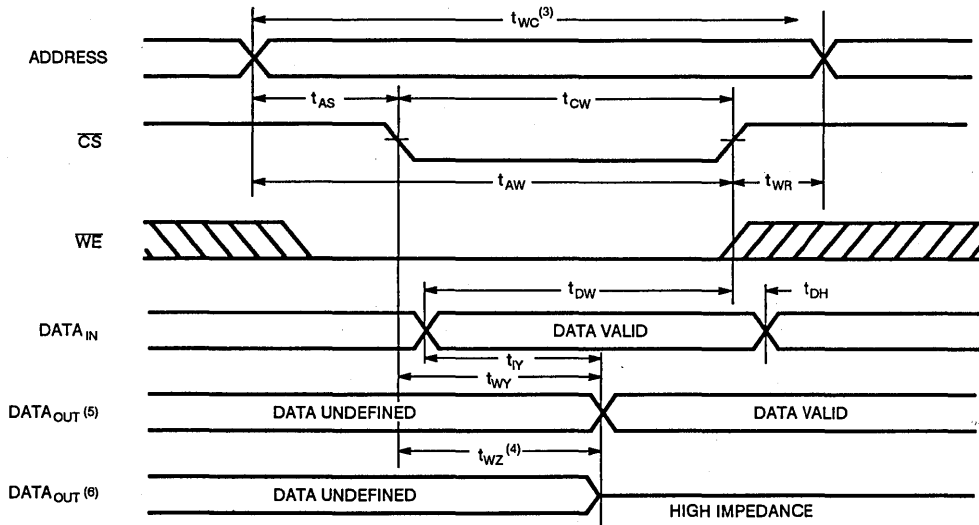 tWC(3)
ADDRESS
tAS
tCW
CS
tAW
tWR
WE
tDW
tDH
DATAIN
DATA VALID
tIY
tWY
DATAOUT(5)
DATA UNDEFINED
DATA VALID
tWZ(4)
DATAOUT(6)
DATA UNDEFINED
HIGH IMPEDANCE